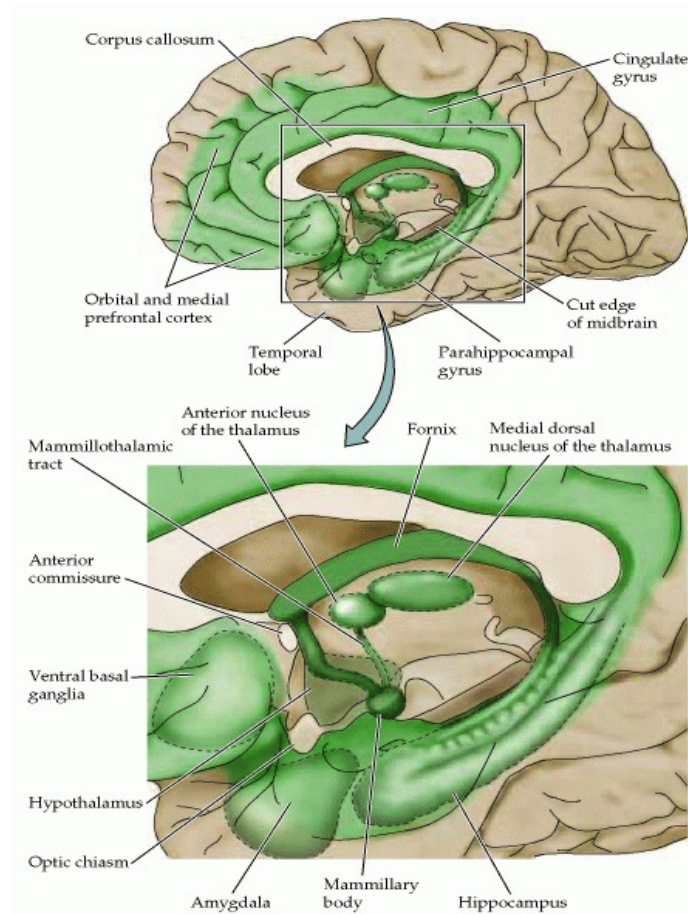 Corpus callosum
Cingulate
gyrus
Orbital and medial
prefrontal cortex
Cut edge
of midbrain
Temporal
lobe
Parahippocampal
gyrus
Anterior nucleus
of the thalamus
Fornix
Medial dorsal
nucleus of the thalamus
Mammillothalamic
tract
Anterior
commissure
Ventral basal
ganglia
Hypothalamus
Optic chiasm
Amygdala
Mammillary
body
Hippocampus